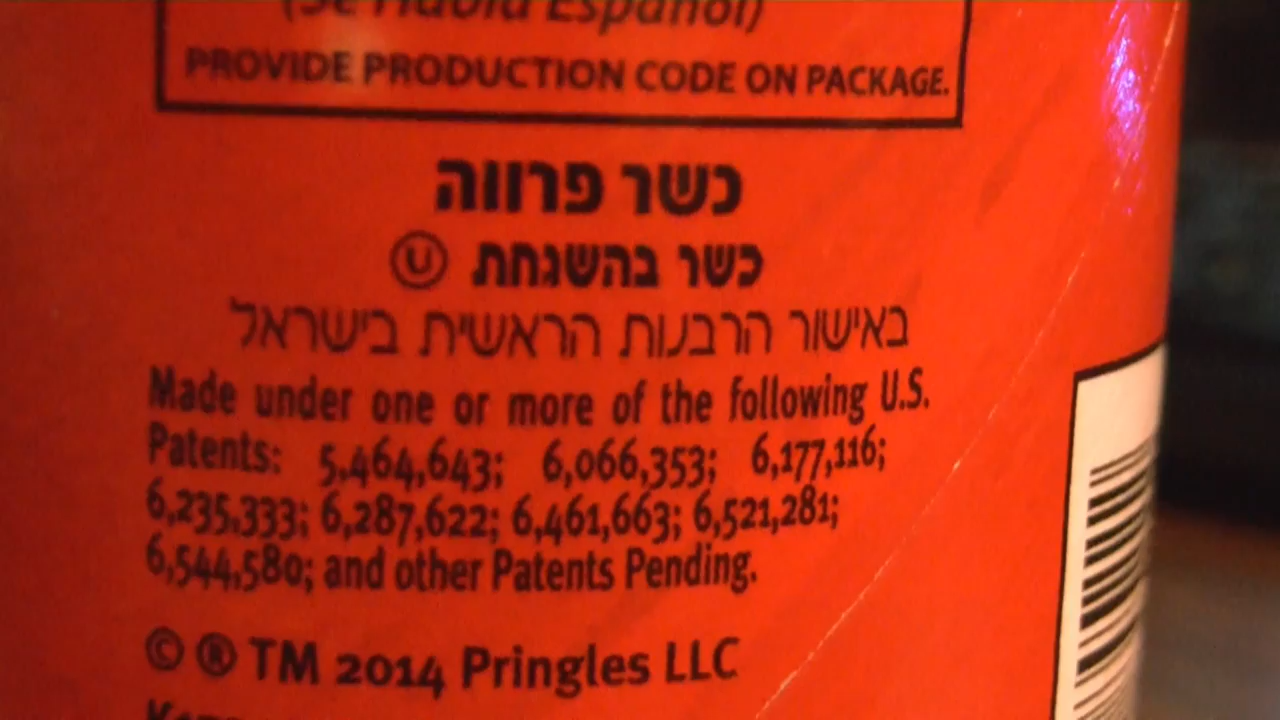 (Se Habla Español)
PROVIDE PRODUCTION CODE ON PACKAGE.
כשר פרווה
כשר בהשגחת Ⓤ
באישור הרבנות הראשית בישראל
Made under one or more of the following U.S.
Patents: 5,464,643; 6,066,353; 6,177,116;
6,235,333; 6,287,622; 6,461,663; 6,521,281;
6,544,580; and other Patents Pending.
© ® TM 2014 Pringles LLC